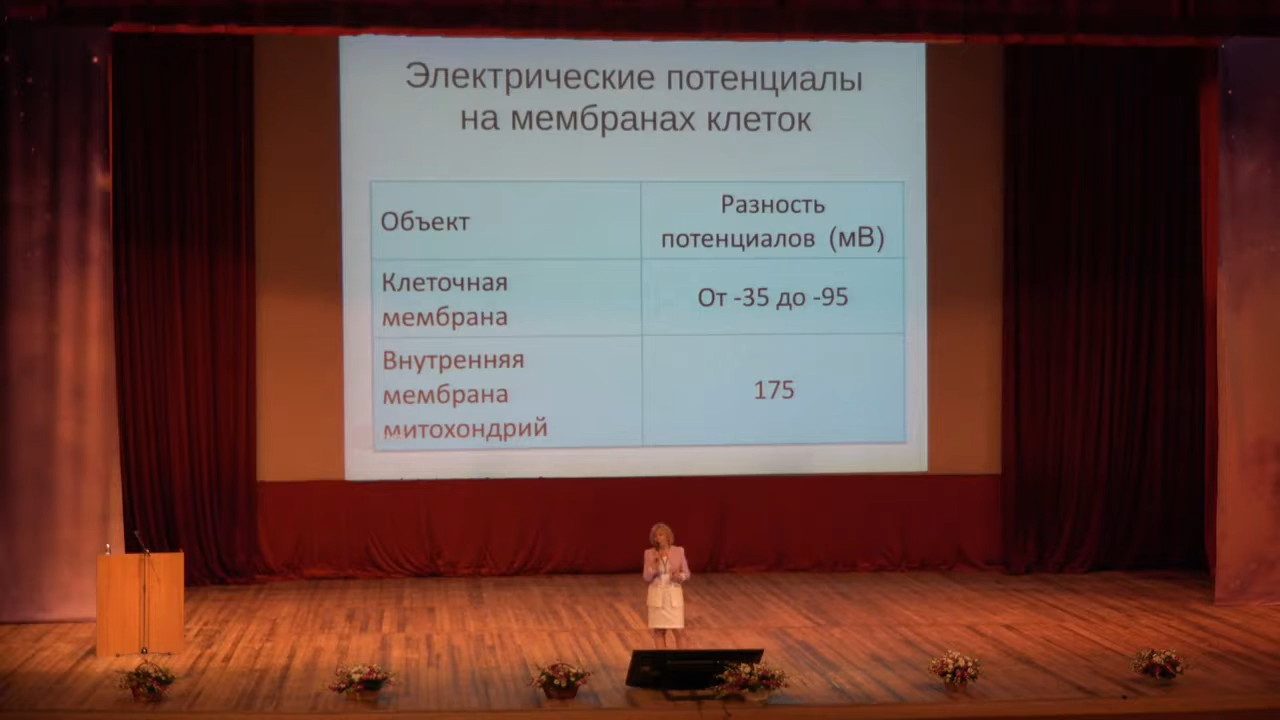 Электрические потенциалы
на мембранах клеток
Объект
Разность
потенциалов (мВ)
Клеточная
мембрана
От -35 до -95
Внутренняя
мембрана
митохондрий
175